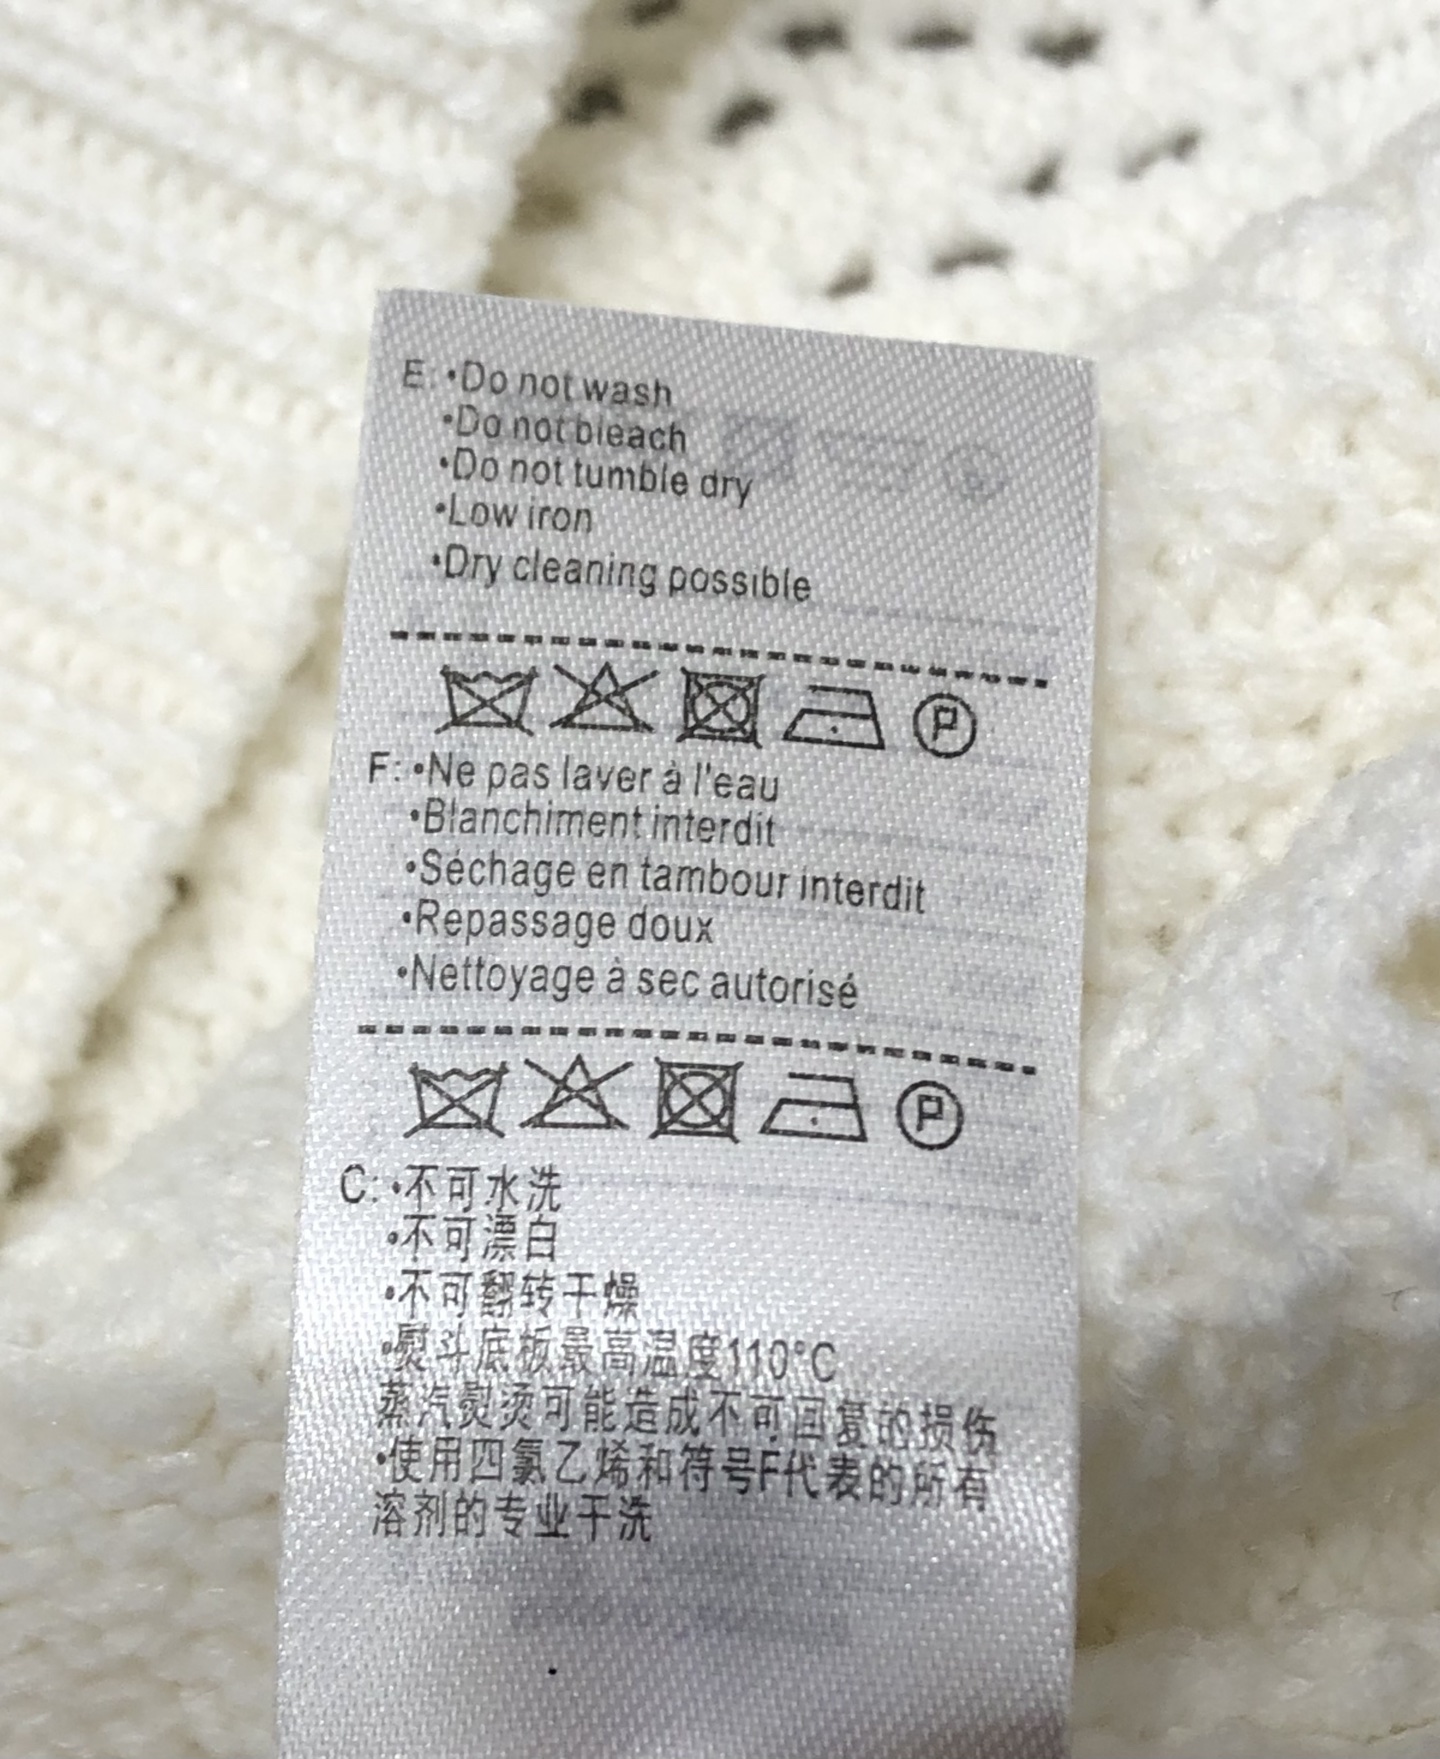 E: •Do not wash
•Do not bleach
•Do not tumble dry
•Low iron
•Dry cleaning possible
P
F: •Ne pas laver à l'eau
•Blanchiment interdit
•Séchage en tambour interdit
•Repassage doux
•Nettoyage à sec autorisé
P
C: •不可水洗
•不可漂白
•不可翻转干燥
•熨斗底板最高温度110°C
蒸汽熨烫可能造成不可回复的损伤
•使用四氯乙烯和符号F代表的所有
溶剂的专业干洗